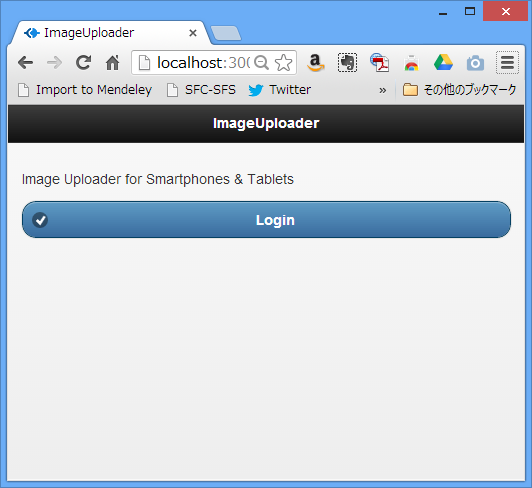 ImageUploader
localhost:300
Import to Mendeley
SFC-SFS
Twitter
»
その他のブックマーク
ImageUploader
Image Uploader for Smartphones & Tablets
Login